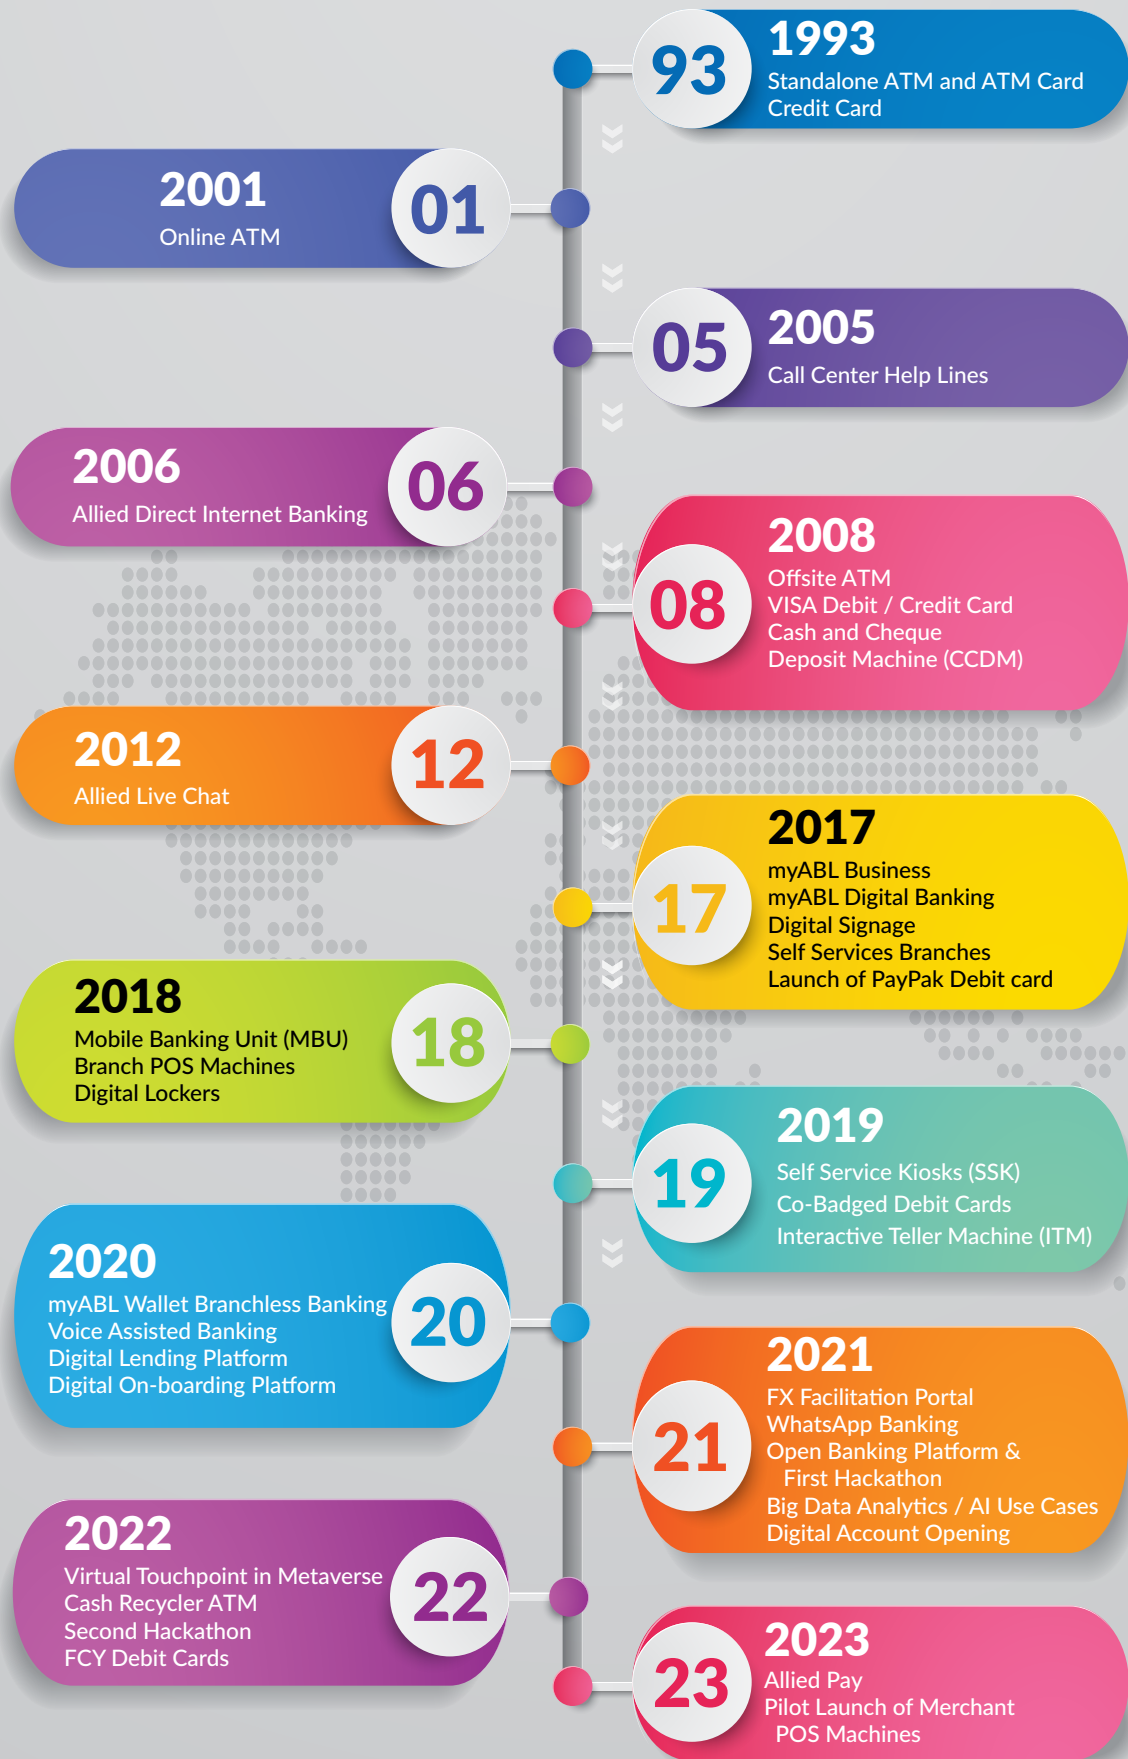 93
1993
Standalone ATM and ATM Card
Credit Card
2001
Online ATM
01
05
2005
Call Center Help Lines
2006
Allied Direct Internet Banking
06
08
2008
Offsite ATM
VISA Debit / Credit Card
Cash and Cheque
Deposit Machine (CCDM)
2012
Allied Live Chat
12
17
2017
myABL Business
myABL Digital Banking
Digital Signage
Self Services Branches
Launch of PayPak Debit card
2018
Mobile Banking Unit (MBU)
Branch POS Machines
Digital Lockers
18
19
2019
Self Service Kiosks (SSK)
Co-Badged Debit Cards
Interactive Teller Machine (ITM)
2020
myABL Wallet Branchless Banking
Voice Assisted Banking
Digital Lending Platform
Digital On-boarding Platform
20
21
2021
FX Facilitation Portal
WhatsApp Banking
Open Banking Platform &
First Hackathon
Big Data Analytics / AI Use Cases
Digital Account Opening
2022
Virtual Touchpoint in Metaverse
Cash Recycler ATM
Second Hackathon
FCY Debit Cards
22
23
2023
Allied Pay
Pilot Launch of Merchant
POS Machines